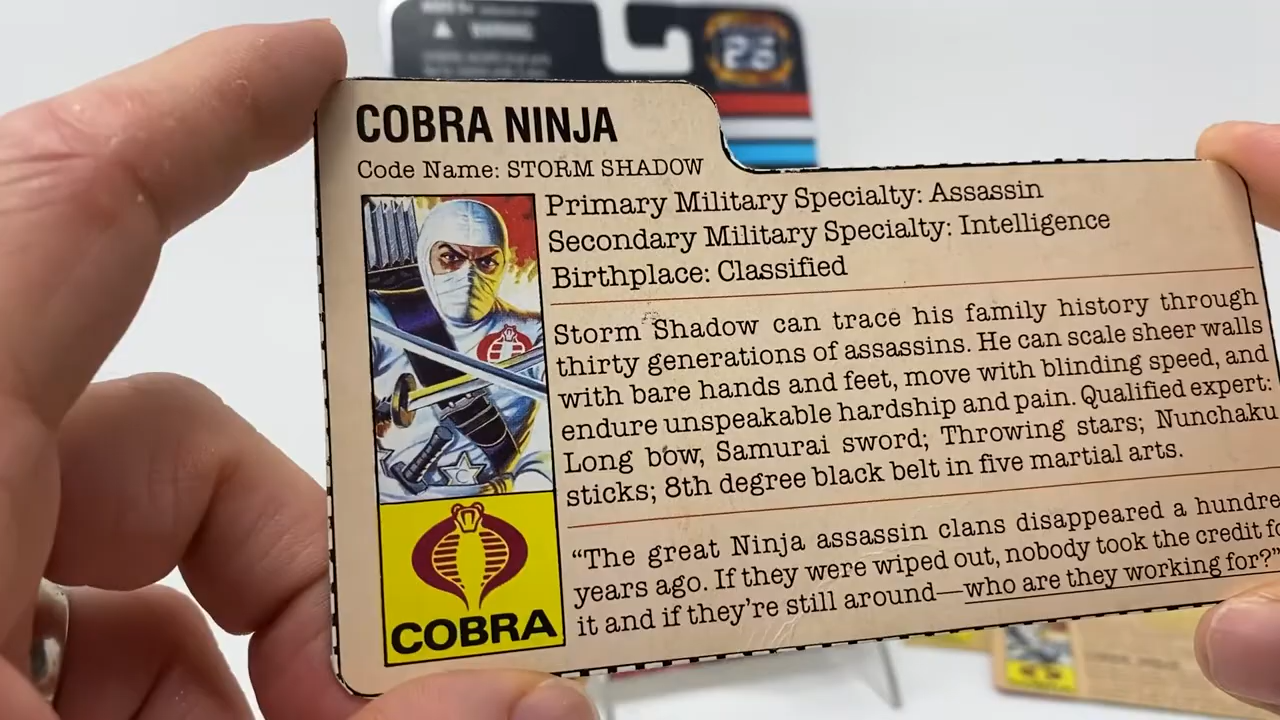 WARNING
25
COBRA NINJA
Code Name: STORM SHADOW
Primary Military Specialty: Assassin
Secondary Military Specialty: Intelligence
Birthplace: Classified
Storm Shadow can trace his family history through
thirty generations of assassins. He can scale sheer walls
with bare hands and feet, move with blinding speed, and
endure unspeakable hardship and pain. Qualified expert:
Long bow, Samurai sword; Throwing stars; Nunchaku
sticks; 8th degree black belt in five martial arts.
“The great Ninja assassin clans disappeared a hundre
years ago. If they were wiped out, nobody took the credit fo
it and if they’re still around—who are they working for?”
COBRA